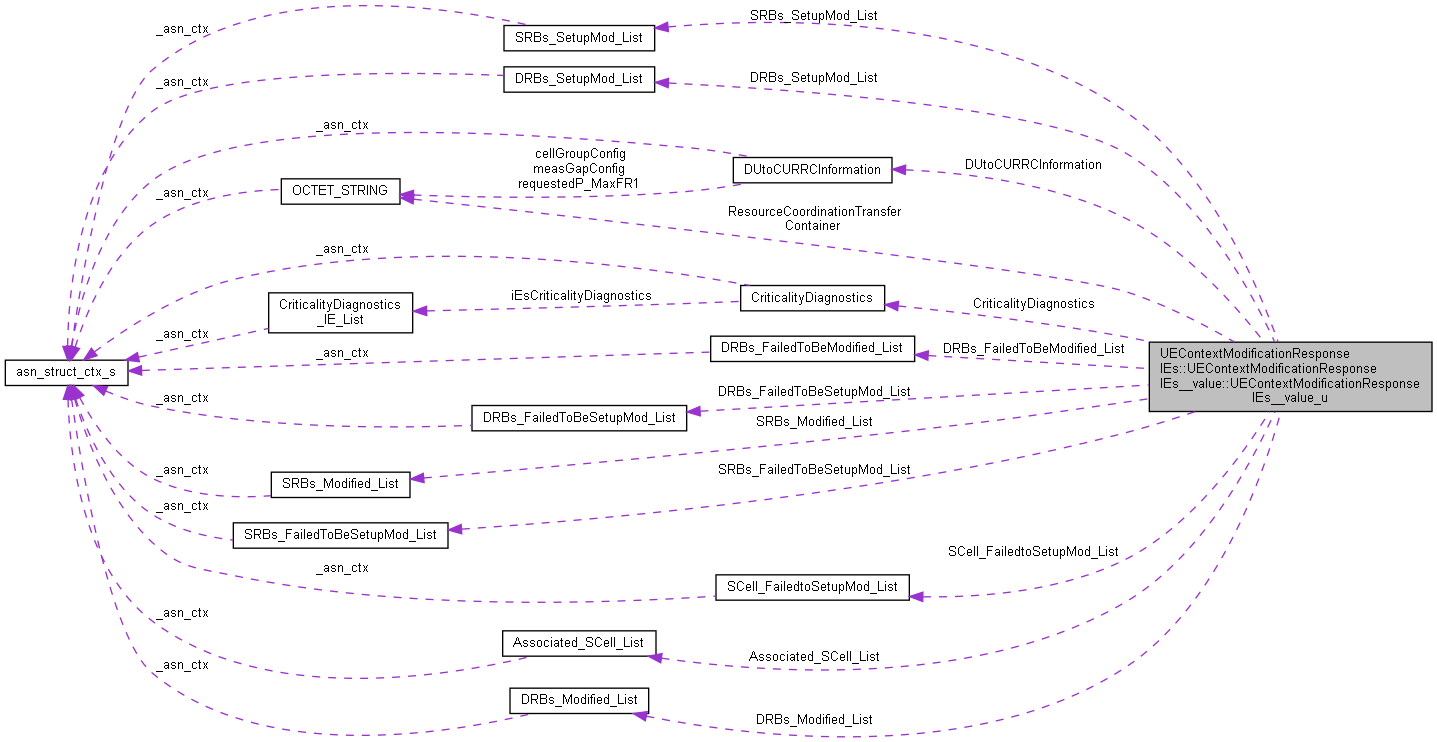 _asn_ctx
SRBs_SetupMod_List
SRBs_SetupMod_List
_asn_ctx
DRBs_SetupMod_List
DRBs_SetupMod_List
_asn_ctx
cellGroupConfig
measGapConfig
requestedP_MaxFR1
DUtoCURRCInformation
DUtoCURRCInformation
_asn_ctx
OCTET_STRING
ResourceCoordinationTransfer
Container
_asn_ctx
CriticalityDiagnostics
_IE_List
iEsCriticalityDiagnostics
CriticalityDiagnostics
CriticalityDiagnostics
_asn_ctx
_asn_ctx
DRBs_FailedToBeModified_List
DRBs_FailedToBeModified_List
asn_struct_ctx_s
UEContextModificationResponse
IEs::UEContextModificationResponse
IEs__value::UEContextModificationResponse
IEs__value_u
_asn_ctx
DRBs_FailedToBeSetupMod_List
DRBs_FailedToBeSetupMod_List
SRBs_Modified_List
_asn_ctx
SRBs_Modified_List
SRBs_FailedToBeSetupMod_List
_asn_ctx
SRBs_FailedToBeSetupMod_List
SCell_FailedtoSetupMod_List
_asn_ctx
SCell_FailedtoSetupMod_List
_asn_ctx
Associated_SCell_List
Associated_SCell_List
_asn_ctx
DRBs_Modified_List
DRBs_Modified_List